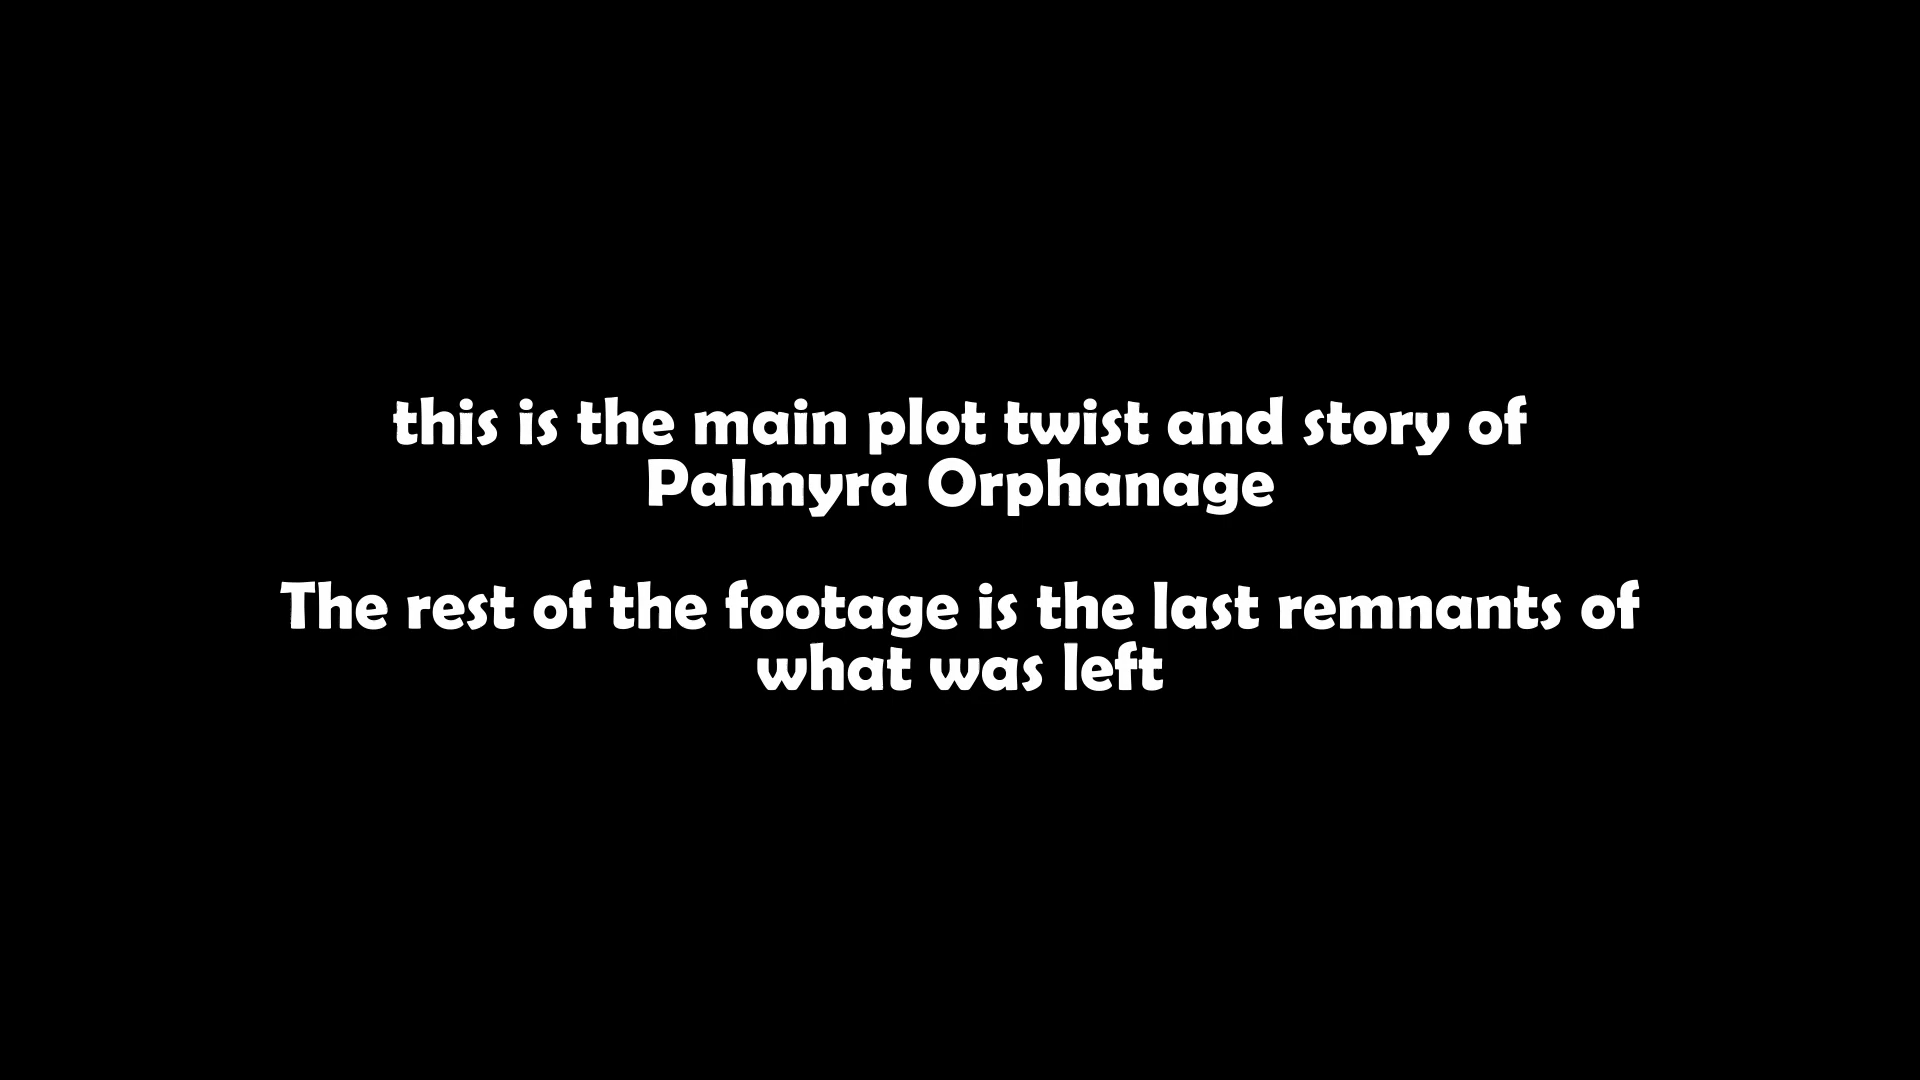 this is the main plot twist and story of
Palmyra Orphanage
The rest of the footage is the last remnants of
what was left